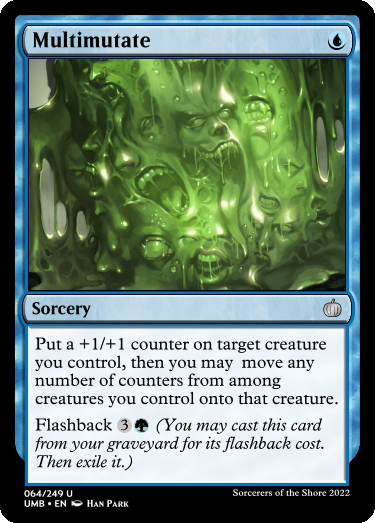 Multimutate
Sorcery
Put a +1/+1 counter on target creature
you control, then you may  move any
number of counters from among
creatures you control onto that creature.
Flashback 3 (You may cast this card
from your graveyard for its flashback cost.
Then exile it.)
064/249 U
UMB • EN Han Park
Sorcerers of the Shore 2022